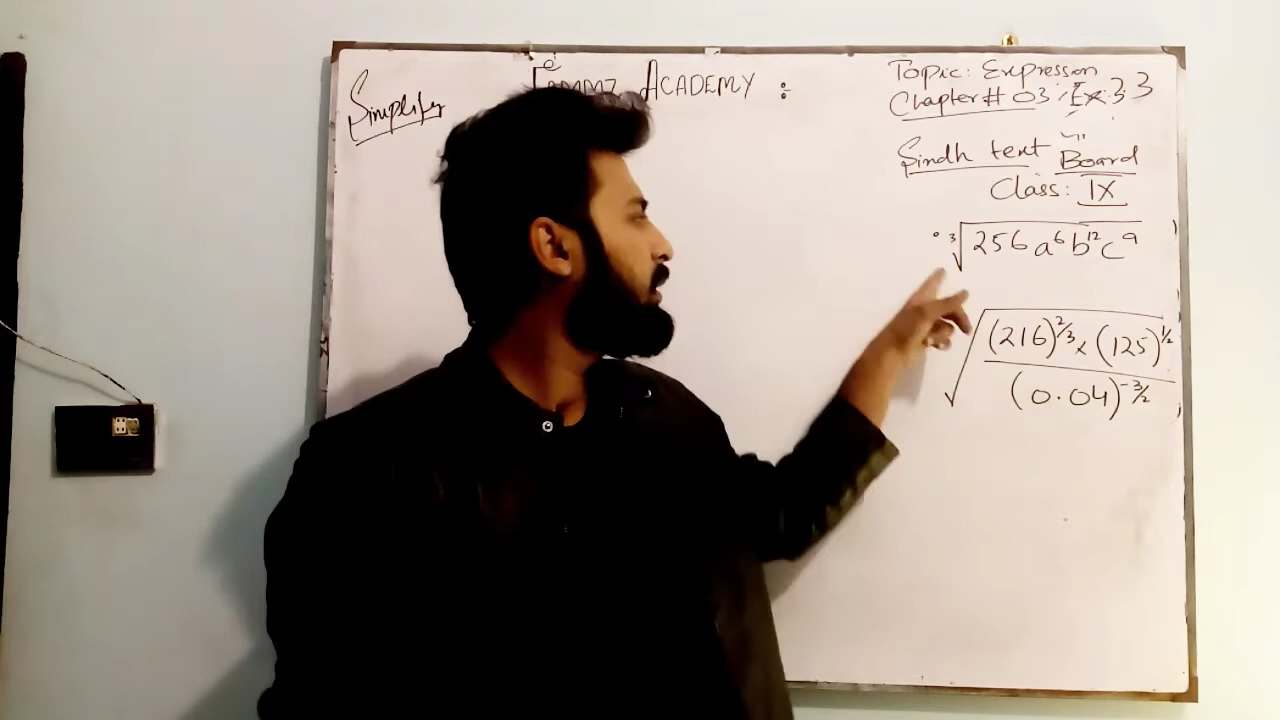 Simplify
ACADEMY :
Topic: Expression
Chapter# 03, Ex: 3.3
Sindh text Board
Class: IX
³√256a⁶b¹²c⁹
√(216)^2/3 × (125)^1/2
(0.04)^-3/2